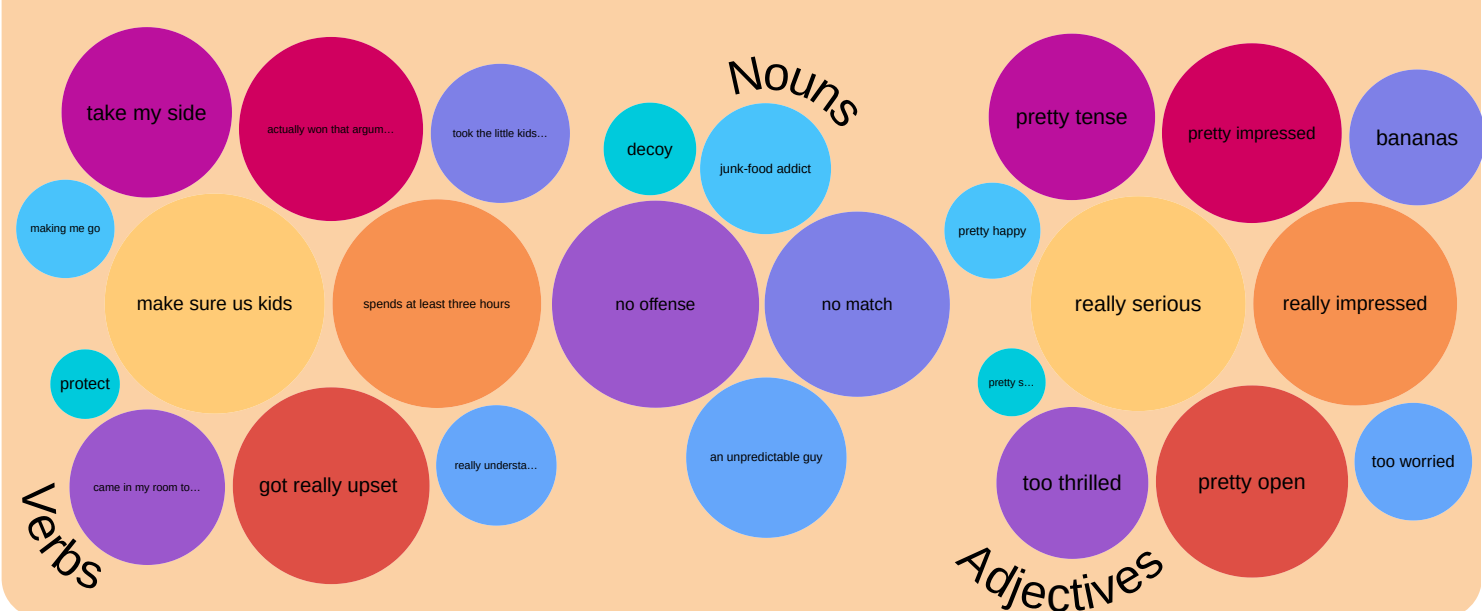 take my side
actually won that argum…
took the little kids…
making me go
make sure us kids
spends at least three hours
protect
came in my room to…
got really upset
really understa…
Verbs
Nouns
decoy
junk-food addict
no offense
no match
an unpredictable guy
pretty tense
pretty impressed
bananas
pretty happy
really serious
really impressed
pretty s…
too thrilled
pretty open
too worried
Adjectives